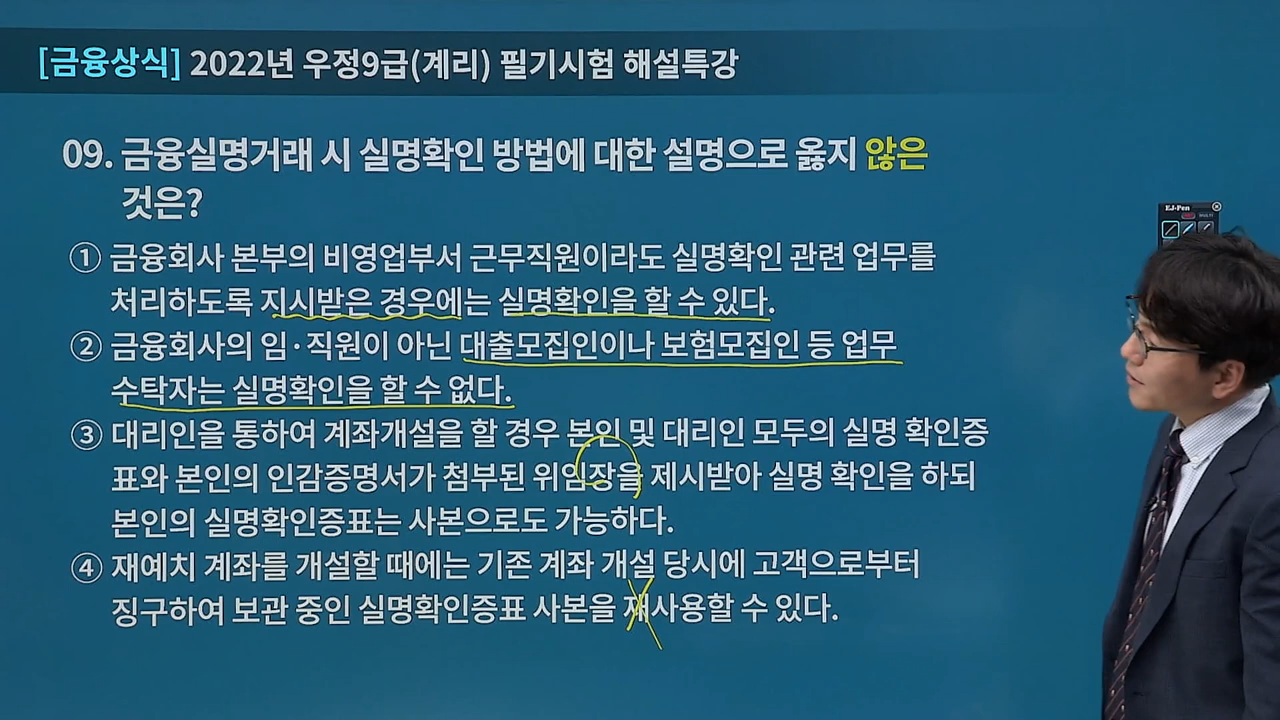 [금융상식] 2022년 우정9급(계리) 필기시험 해설특강
09. 금융실명거래 시 실명확인 방법에 대한 설명으로 옳지 않은
것은?
① 금융회사 본부의 비영업부서 근무직원이라도 실명확인 관련 업무를
처리하도록 지시받은 경우에는 실명확인을 할 수 있다.
② 금융회사의 임·직원이 아닌 대출모집인이나 보험모집인 등 업무
수탁자는 실명확인을 할 수 없다.
③ 대리인을 통하여 계좌개설을 할 경우 본인 및 대리인 모두의 실명 확인증
표와 본인의 인감증명서가 첨부된 위임장을 제시받아 실명 확인을 하되
본인의 실명확인증표는 사본으로도 가능하다.
④ 재예치 계좌를 개설할 때에는 기존 계좌 개설 당시에 고객으로부터
징구하여 보관 중인 실명확인증표 사본을 재사용할 수 있다.
EJ-Pen